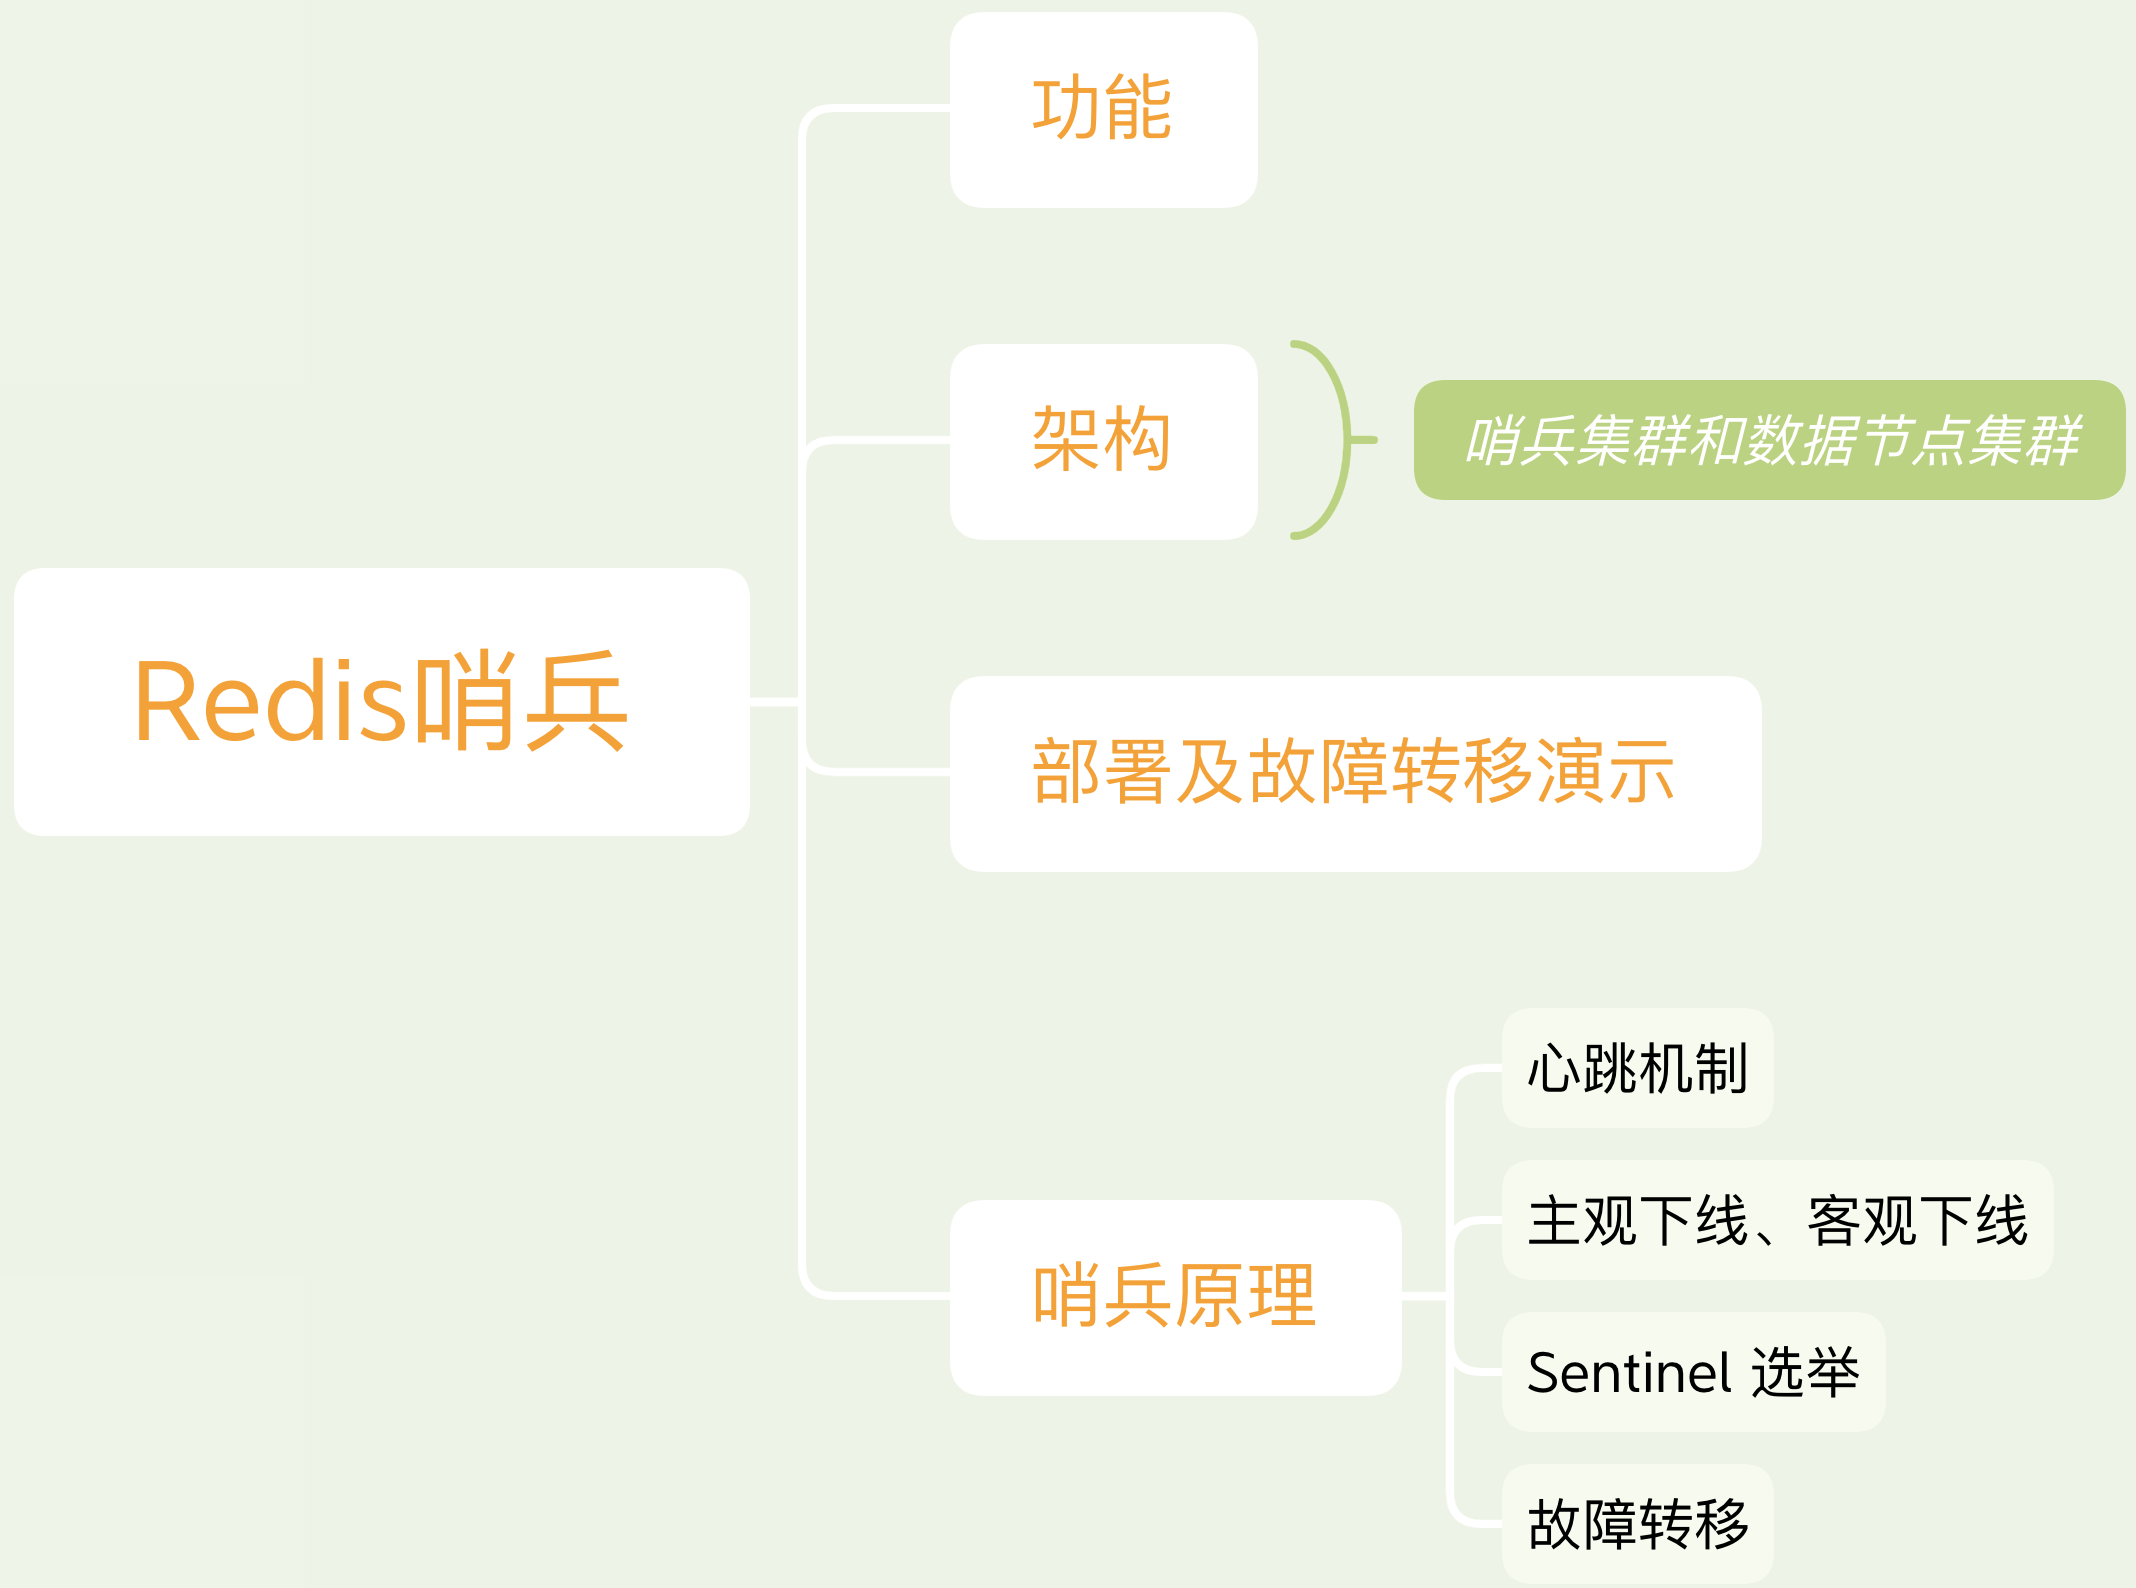 Redis哨兵
功能
架构
哨兵集群和数据节点集群
部署及故障转移演示
哨兵原理
心跳机制
主观下线、客观下线
Sentinel 选举
故障转移